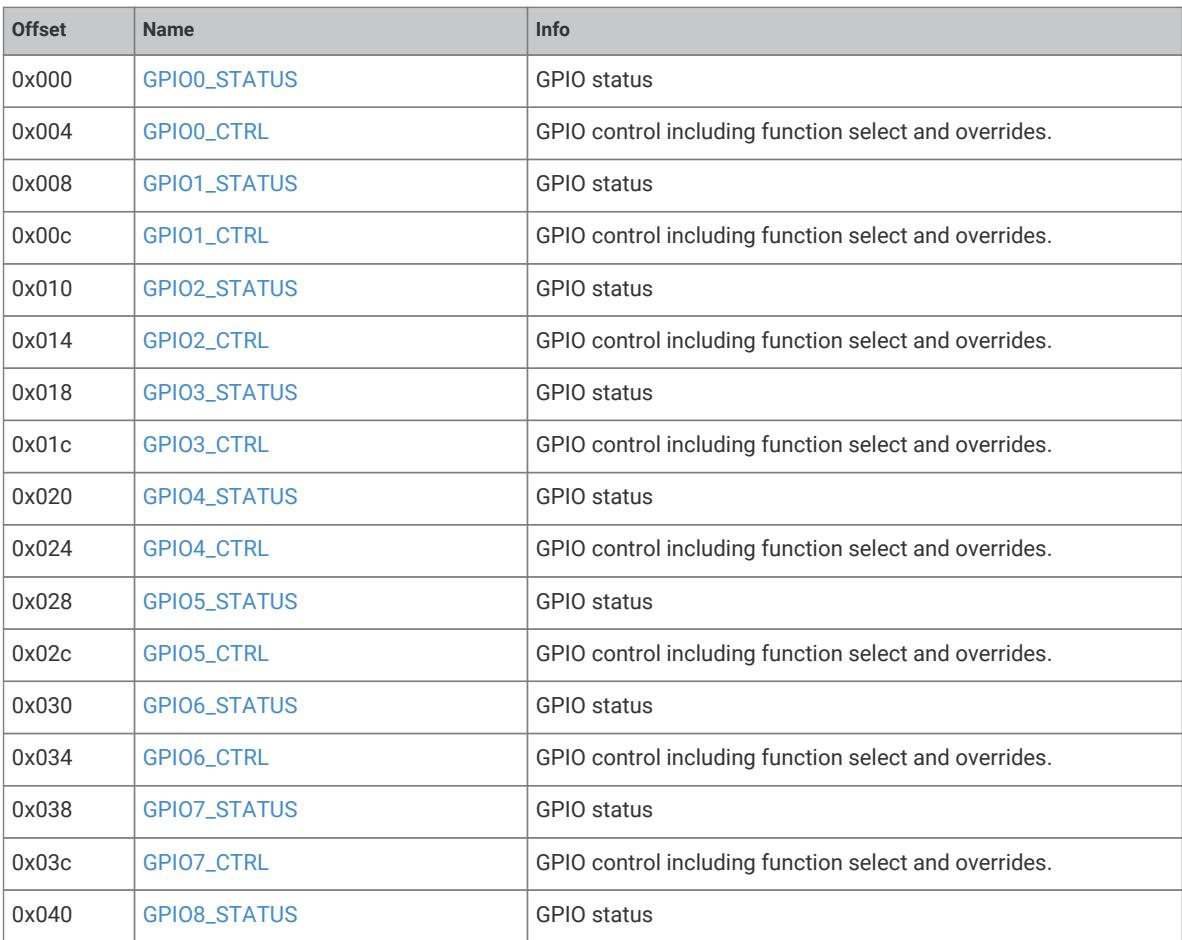 Offset Name Info
0x000 GPIO0_STATUS GPIO status
0x004 GPIO0_CTRL GPIO control including function select and overrides.
0x008 GPIO1_STATUS GPIO status
0x00c GPIO1_CTRL GPIO control including function select and overrides.
0x010 GPIO2_STATUS GPIO status
0x014 GPIO2_CTRL GPIO control including function select and overrides.
0x018 GPIO3_STATUS GPIO status
0x01c GPIO3_CTRL GPIO control including function select and overrides.
0x020 GPIO4_STATUS GPIO status
0x024 GPIO4_CTRL GPIO control including function select and overrides.
0x028 GPIO5_STATUS GPIO status
0x02c GPIO5_CTRL GPIO control including function select and overrides.
0x030 GPIO6_STATUS GPIO status
0x034 GPIO6_CTRL GPIO control including function select and overrides.
0x038 GPIO7_STATUS GPIO status
0x03c GPIO7_CTRL GPIO control including function select and overrides.
0x040 GPIO8_STATUS GPIO status